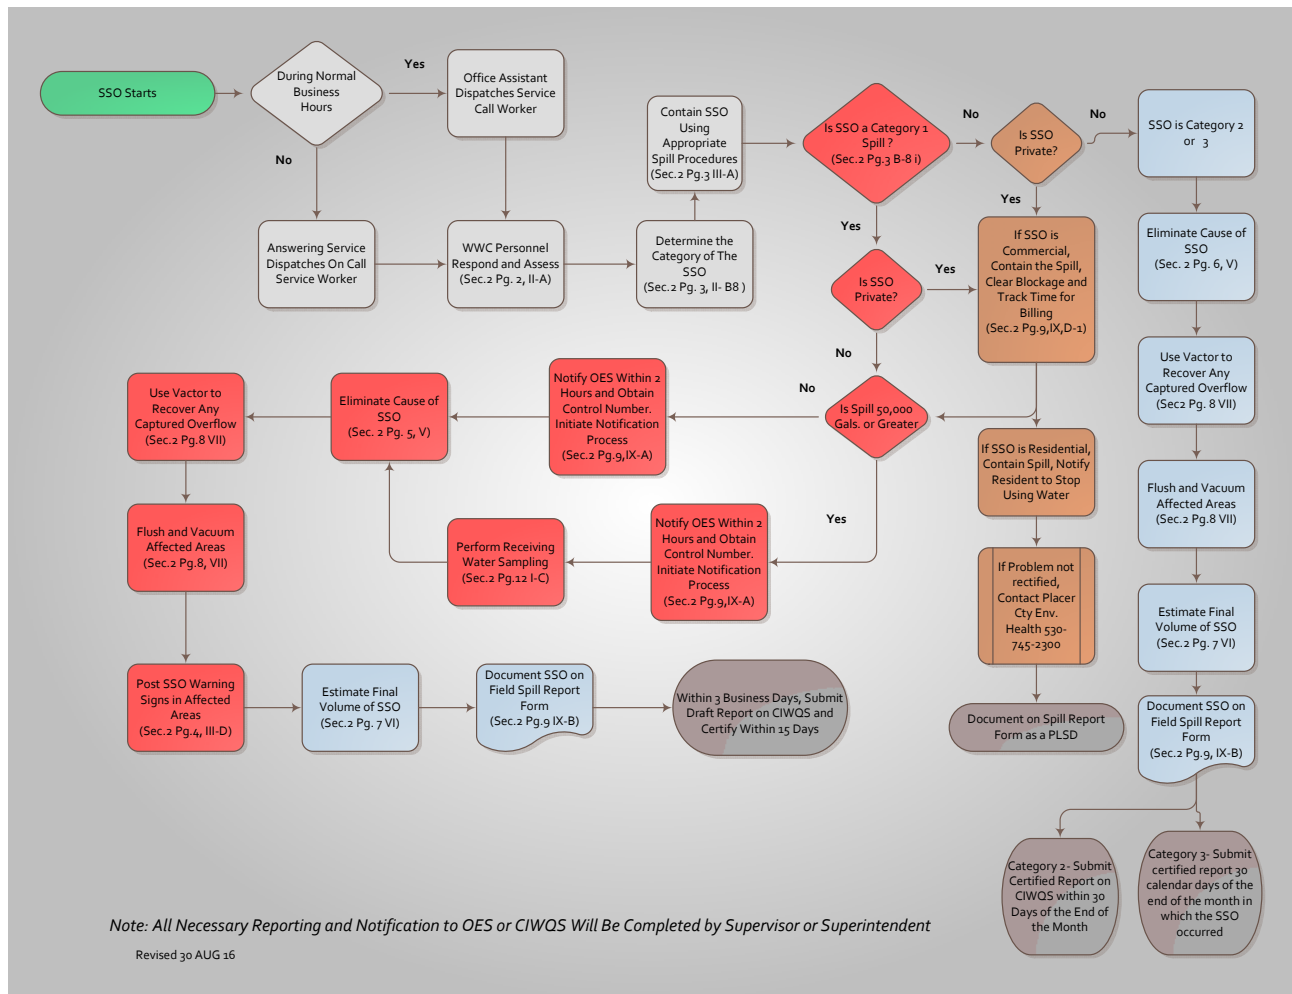 SSO Starts
During Normal
Business
Hours
Yes
No
Office Assistant
Dispatches Service
Call Worker
Answering Service
Dispatches On Call
Service Worker
WWC Personnel
Respond and Assess
(Sec.2 Pg. 2, II-A)
Determine the
Category of The
SSO
(Sec.2 Pg. 3, II- B8 )
Contain SSO
Using
Appropriate
Spill Procedures
(Sec.2 Pg.3 III-A)
Is SSO a Category 1
Spill ?
(Sec.2 Pg.3 B-8 i)
No
Yes
Is SSO
Private?
No
Yes
SSO is Category 2
or 3
Is SSO
Private?
Yes
No
If SSO is
Commercial,
Contain the Spill,
Clear Blockage and
Track Time for
Billing
(Sec.2 Pg.9,IX,D-1)
Eliminate Cause of
SSO
(Sec. 2 Pg. 6, V)
Use Vactor to
Recover Any
Captured Overflow
(Sec2 Pg. 8 VII)
Flush and Vacuum
Affected Areas
(Sec.2 Pg.8 VII)
Estimate Final
Volume of SSO
(Sec.2 Pg. 7 VI)
Document SSO on
Field Spill Report
Form
(Sec.2 Pg.9, IX-B)
Is Spill 50,000
Gals. or Greater
No
Yes
Notify OES Within 2
Hours and Obtain
Control Number.
Initiate Notification
Process
(Sec.2 Pg.9,IX-A)
Eliminate Cause of
SSO
(Sec. 2 Pg. 5, V)
Use Vactor to
Recover Any
Captured Overflow
(Sec.2 Pg.8 VII)
Notify OES Within 2
Hours and Obtain
Control Number.
Initiate Notification
Process
(Sec.2 Pg.9,IX-A)
Perform Receiving
Water Sampling
(Sec.2 Pg.12 I-C)
Flush and Vacuum
Affected Areas
(Sec.2 Pg.8, VII)
Post SSO Warning
Signs in Affected
Areas
(Sec.2 Pg.4, III-D)
Estimate Final
Volume of SSO
(Sec.2 Pg. 7 VI)
Document SSO on
Field Spill Report
Form
(Sec.2 Pg.9 IX-B)
Within 3 Business Days, Submit
Draft Report on CIWQS and
Certify Within 15 Days
If SSO is Residential,
Contain Spill, Notify
Resident to Stop
Using Water
If Problem not
rectified,
Contact Placer
Cty Env.
Health 530-
745-2300
Document on Spill Report
Form as a PLSD
Category 2- Submit
Certified Report on
CIWQS within 30
Days of the End of
the Month
Category 3- Submit
certified report 30
calendar days of the
end of the month in
which the SSO
occurred
Note: All Necessary Reporting and Notification to OES or CIWQS Will Be Completed by Supervisor or Superintendent
Revised 30 AUG 16